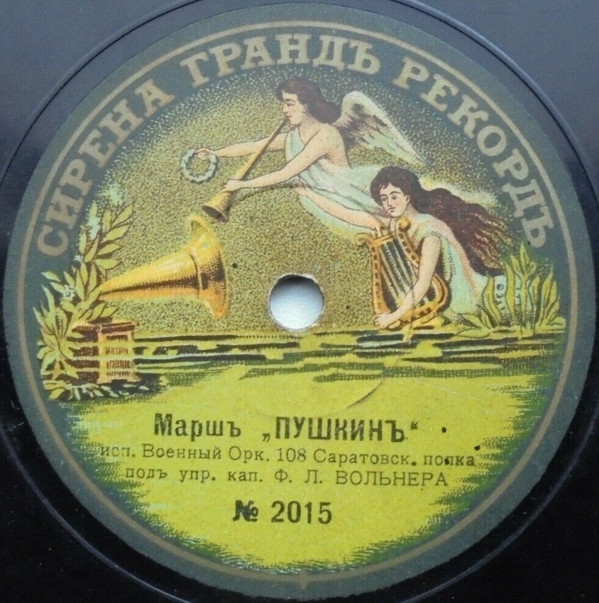 СИРЕНА ГРАНДЪ РЕКОРДЪ
Маршъ „ПУШКИНЪ“
исп. Военный Орк. 108 Саратовск. полка
подъ упр. кап. Ф. Л. ВОЛЬНЕРА
№ 2015